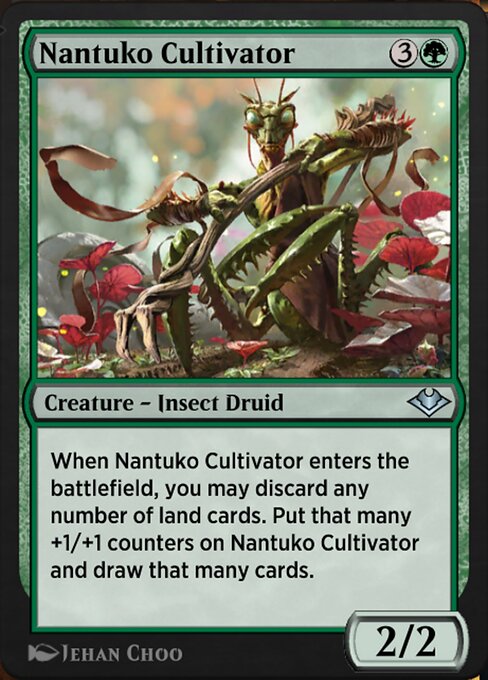 Nantuko Cultivator 3
Creature – Insect Druid
When Nantuko Cultivator enters the
battlefield, you may discard any
number of land cards. Put that many
+1/+1 counters on Nantuko Cultivator
and draw that many cards.
2/2
Jehan Choo